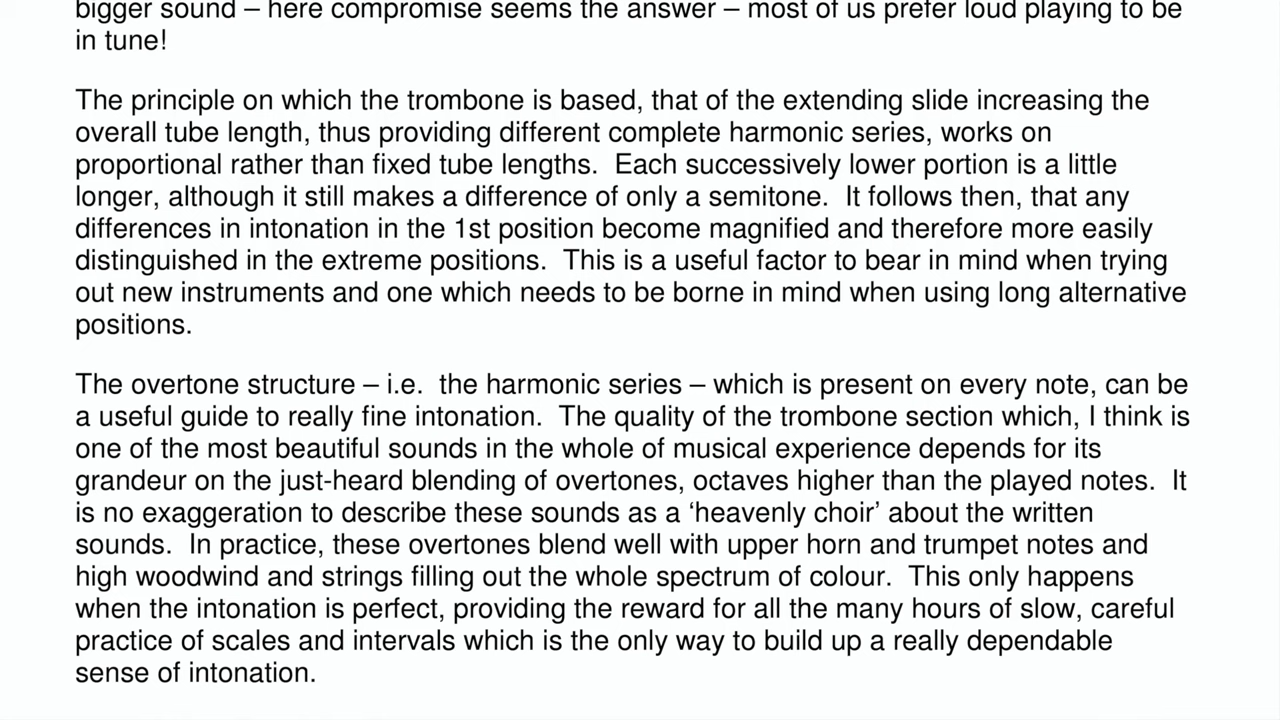 bigger sound – here compromise seems the answer – most of us prefer loud playing to be
in tune!
The principle on which the trombone is based, that of the extending slide increasing the
overall tube length, thus providing different complete harmonic series, works on
proportional rather than fixed tube lengths.  Each successively lower portion is a little
longer, although it still makes a difference of only a semitone.  It follows then, that any
differences in intonation in the 1st position become magnified and therefore more easily
distinguished in the extreme positions.  This is a useful factor to bear in mind when trying
out new instruments and one which needs to be borne in mind when using long alternative
positions.
The overtone structure – i.e.  the harmonic series – which is present on every note, can be
a useful guide to really fine intonation.  The quality of the trombone section which, I think is
one of the most beautiful sounds in the whole of musical experience depends for its
grandeur on the just-heard blending of overtones, octaves higher than the played notes.  It
is no exaggeration to describe these sounds as a ‘heavenly choir’ about the written
sounds.  In practice, these overtones blend well with upper horn and trumpet notes and
high woodwind and strings filling out the whole spectrum of colour.  This only happens
when the intonation is perfect, providing the reward for all the many hours of slow, careful
practice of scales and intervals which is the only way to build up a really dependable
sense of intonation.